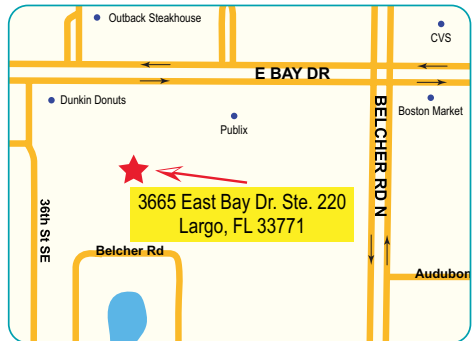 Outback Steakhouse
CVS
E BAY DR
Dunkin Donuts
Boston Market
Publix
BELCHER RD N
3665 East Bay Dr. Ste. 220
Largo, FL 33771
36th St SE
Belcher Rd
Audubon